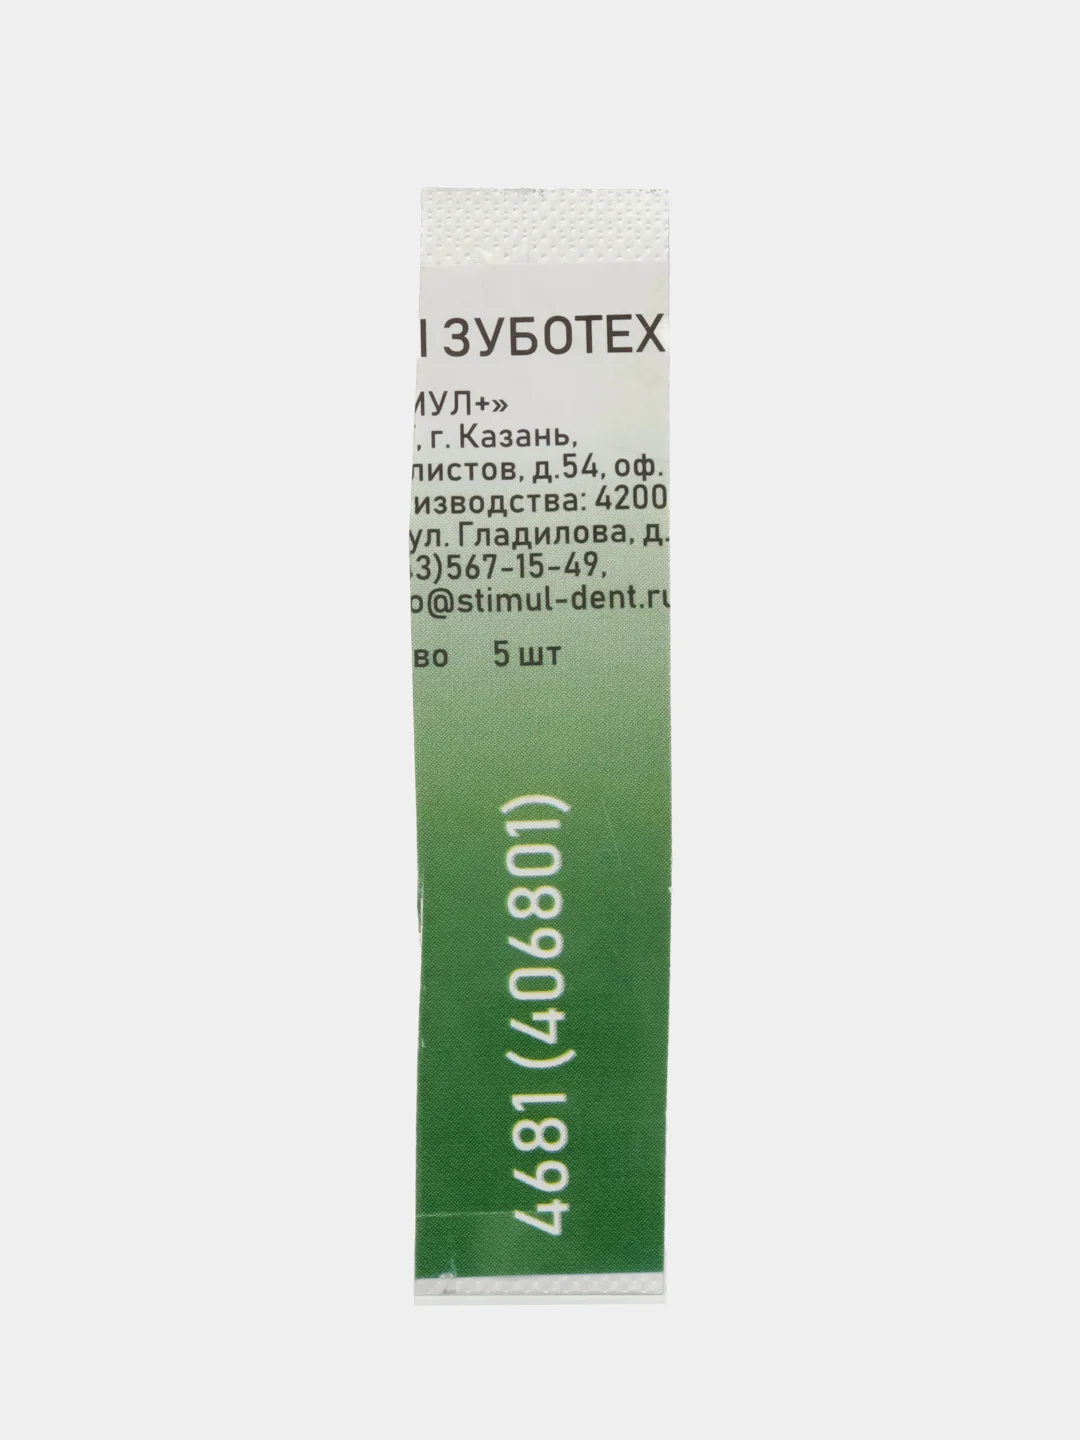 ЗУБОТЕХ
ИУЛ+»
, г. Казань,
листов, д.54, оф.
изводства: 4200
ул. Гладилова, д.
3)567-15-49,
o@stimul-dent.ru
во 5 шт
4681 (406801)